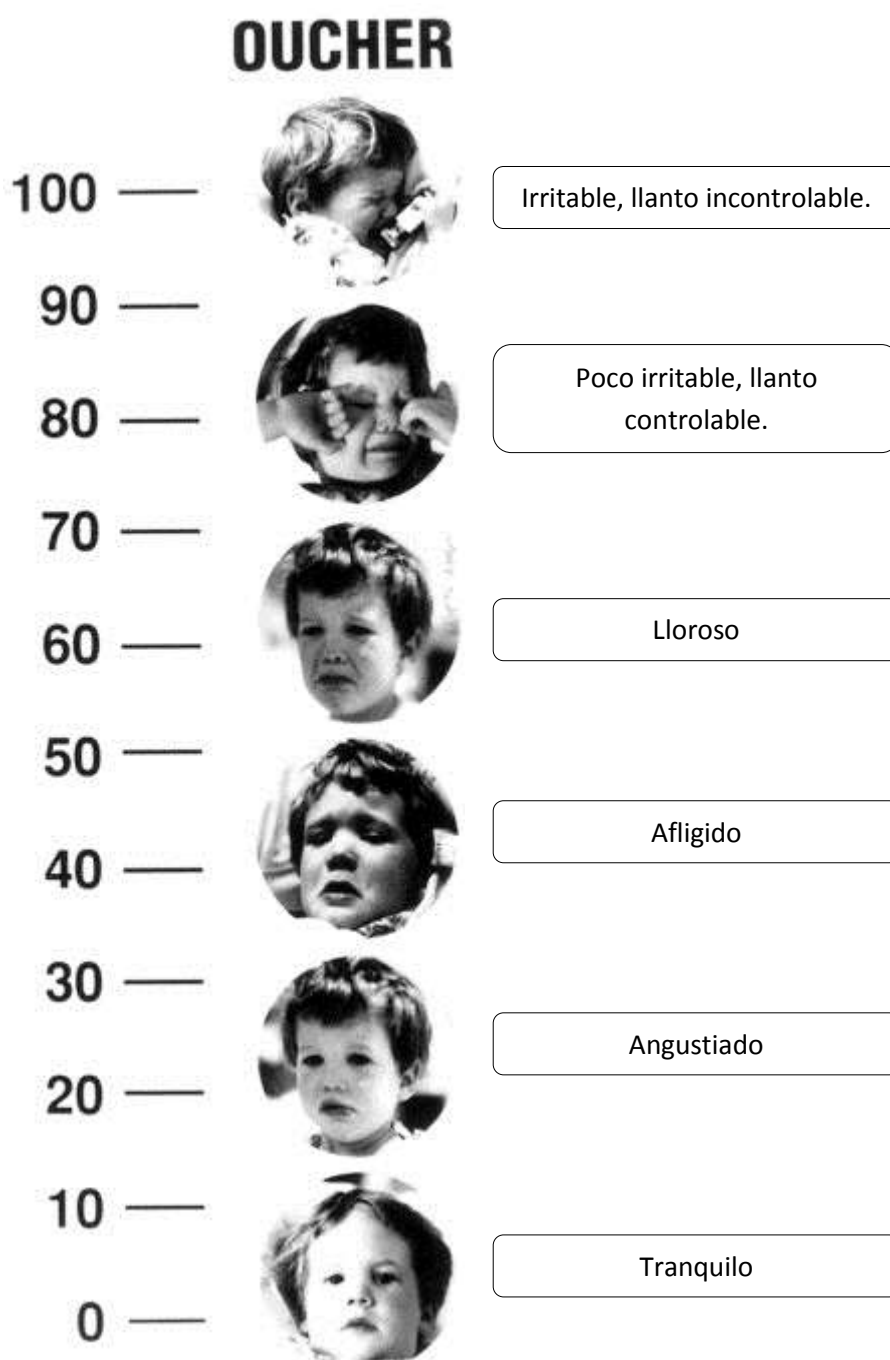 OUCHER
100
Irritable, llanto incontrolable.
90
Poco irritable, llanto
controlable.
80
70
Lloroso
60
50
Afligido
40
30
Angustiado
20
10
Tranquilo
0